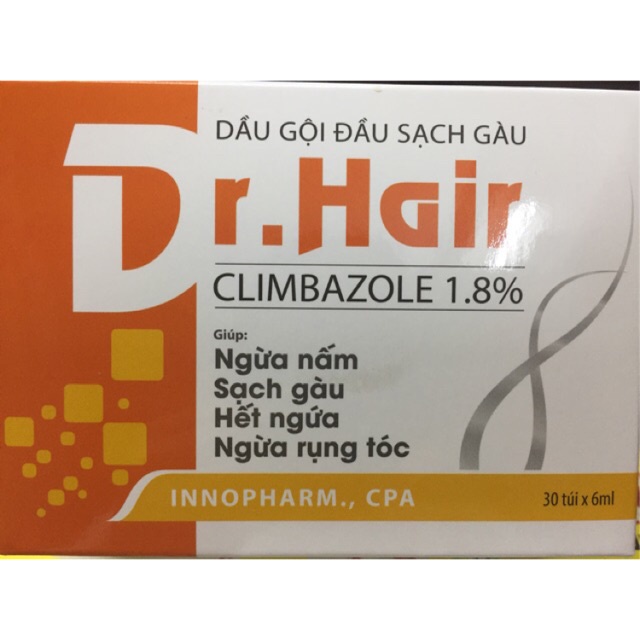 DẦU GỘI ĐẦU SẠCH GÀU
Dr.Hair
CLIMBAZOLE 1.8%
Giúp:
Ngừa nấm
Sạch gàu
Hết ngứa
Ngừa rụng tóc
INNOPHARM., CPA
30 túi x 6ml